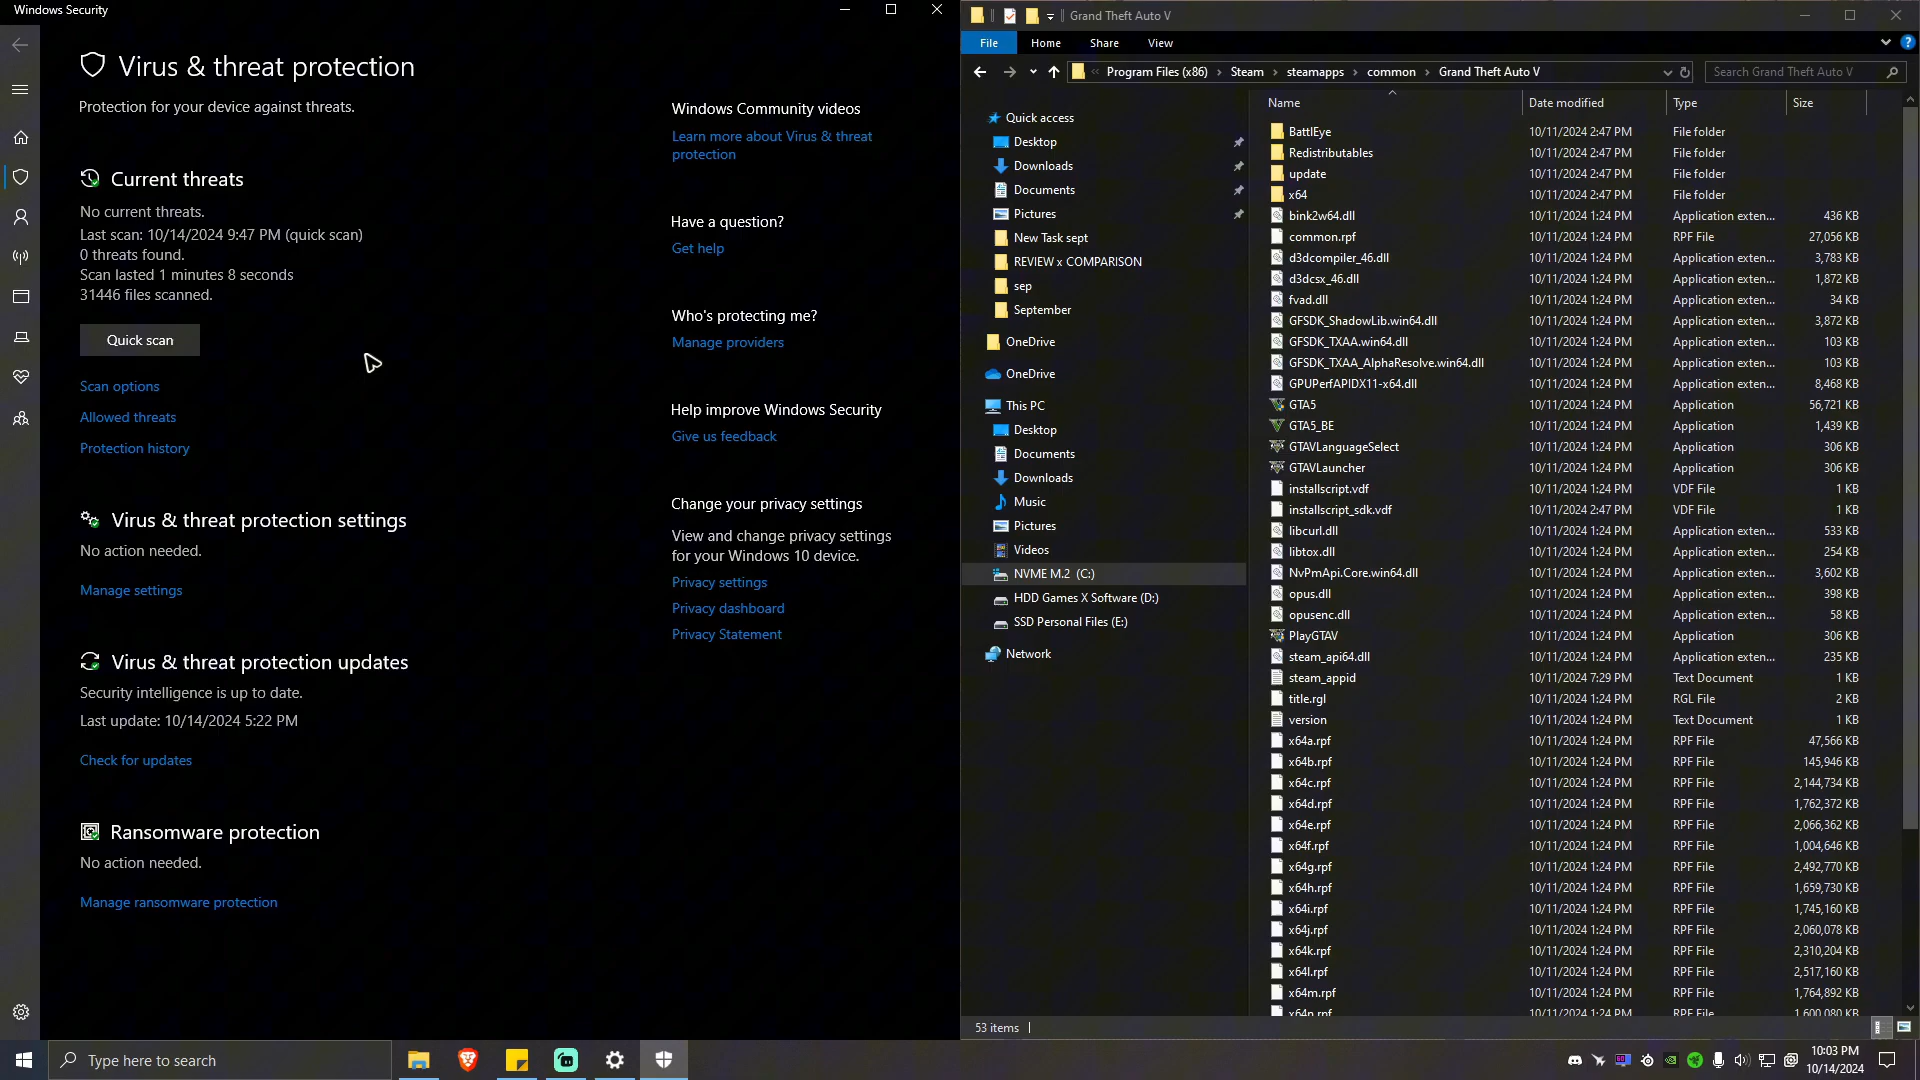 Windows Security
Virus & threat protection
Protection for your device against threats.
Current threats
No current threats.
Last scan: 10/14/2024 9:47 PM (quick scan)
0 threats found.
Scan lasted 1 minutes 8 seconds
31446 files scanned.
Quick scan
Scan options
Allowed threats
Protection history
Virus & threat protection settings
No action needed.
Manage settings
Virus & threat protection updates
Security intelligence is up to date.
Last update: 10/14/2024 5:22 PM
Check for updates
Ransomware protection
No action needed.
Manage ransomware protection
Windows Community videos
Learn more about Virus & threat
protection
Have a question?
Get help
Who's protecting me?
Manage providers
Help improve Windows Security
Give us feedback
Change your privacy settings
View and change privacy settings
for your Windows 10 device.
Privacy settings
Privacy dashboard
Privacy Statement
Grand Theft Auto V
File Home Share View
« Program Files (x86) > Steam > steamapps > common > Grand Theft Auto V
Search Grand Theft Auto V
Quick access
Desktop
Downloads
Documents
Pictures
New Task sept
REVIEW x COMPARISON
sep
September
OneDrive
OneDrive
This PC
Desktop
Documents
Downloads
Music
Pictures
Videos
NVME M.2 (C:)
HDD Games X Software (D:)
SSD Personal Files (E:)
Network
Name Date modified Type Size
BattlEye 10/11/2024 2:47 PM File folder
Redistributables 10/11/2024 2:47 PM File folder
update 10/11/2024 2:47 PM File folder
x64 10/11/2024 2:47 PM File folder
bink2w64.dll 10/11/2024 1:24 PM Application exten... 436 KB
common.rpf 10/11/2024 1:24 PM RPF File 27,056 KB
d3dcompiler_46.dll 10/11/2024 1:24 PM Application exten... 3,783 KB
d3dcsx_46.dll 10/11/2024 1:24 PM Application exten... 1,872 KB
fvad.dll 10/11/2024 1:24 PM Application exten... 34 KB
GFSDK_ShadowLib.win64.dll 10/11/2024 1:24 PM Application exten... 3,872 KB
GFSDK_TXAA.win64.dll 10/11/2024 1:24 PM Application exten... 103 KB
GFSDK_TXAA_AlphaResolve.win64.dll 10/11/2024 1:24 PM Application exten... 103 KB
GPUPerfAPIDX11-x64.dll 10/11/2024 1:24 PM Application exten... 8,468 KB
GTA5 10/11/2024 1:24 PM Application 56,721 KB
GTA5_BE 10/11/2024 1:24 PM Application 1,439 KB
GTAVLanguageSelect 10/11/2024 1:24 PM Application 306 KB
GTAVLauncher 10/11/2024 1:24 PM Application 306 KB
installscript.vdf 10/11/2024 1:24 PM VDF File 1 KB
installscript_sdk.vdf 10/11/2024 2:47 PM VDF File 1 KB
libcurl.dll 10/11/2024 1:24 PM Application exten... 533 KB
libtox.dll 10/11/2024 1:24 PM Application exten... 254 KB
NvPmApi.Core.win64.dll 10/11/2024 1:24 PM Application exten... 3,602 KB
opus.dll 10/11/2024 1:24 PM Application exten... 398 KB
opusenc.dll 10/11/2024 1:24 PM Application exten... 58 KB
PlayGTAV 10/11/2024 1:24 PM Application 306 KB
steam_api64.dll 10/11/2024 1:24 PM Application exten... 235 KB
steam_appid 10/11/2024 7:29 PM Text Document 1 KB
title.rgl 10/11/2024 1:24 PM RGL File 2 KB
version 10/11/2024 1:24 PM Text Document 1 KB
x64a.rpf 10/11/2024 1:24 PM RPF File 47,566 KB
x64b.rpf 10/11/2024 1:24 PM RPF File 145,946 KB
x64c.rpf 10/11/2024 1:24 PM RPF File 2,144,734 KB
x64d.rpf 10/11/2024 1:24 PM RPF File 1,762,372 KB
x64e.rpf 10/11/2024 1:24 PM RPF File 2,066,362 KB
x64f.rpf 10/11/2024 1:24 PM RPF File 1,004,646 KB
x64g.rpf 10/11/2024 1:24 PM RPF File 2,492,770 KB
x64h.rpf 10/11/2024 1:24 PM RPF File 1,659,730 KB
x64i.rpf 10/11/2024 1:24 PM RPF File 1,745,160 KB
x64j.rpf 10/11/2024 1:24 PM RPF File 2,060,078 KB
x64k.rpf 10/11/2024 1:24 PM RPF File 2,310,204 KB
x64l.rpf 10/11/2024 1:24 PM RPF File 2,517,160 KB
x64m.rpf 10/11/2024 1:24 PM RPF File 1,764,892 KB
x64n.rpf 10/11/2024 1:24 PM RPF File 1,600,080 KB
53 items
Type here to search
10:03 PM
10/14/2024